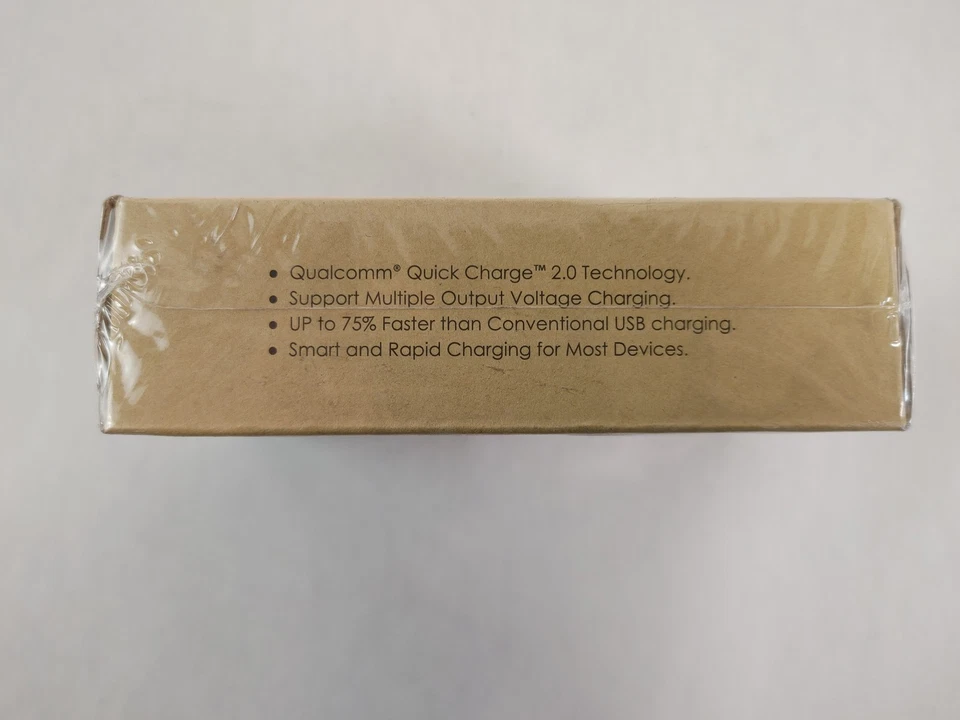 • Qualcomm® Quick Charge™ 2.0 Technology.
• Support Multiple Output Voltage Charging.
• UP to 75% Faster than Conventional USB charging.
• Smart and Rapid Charging for Most Devices.